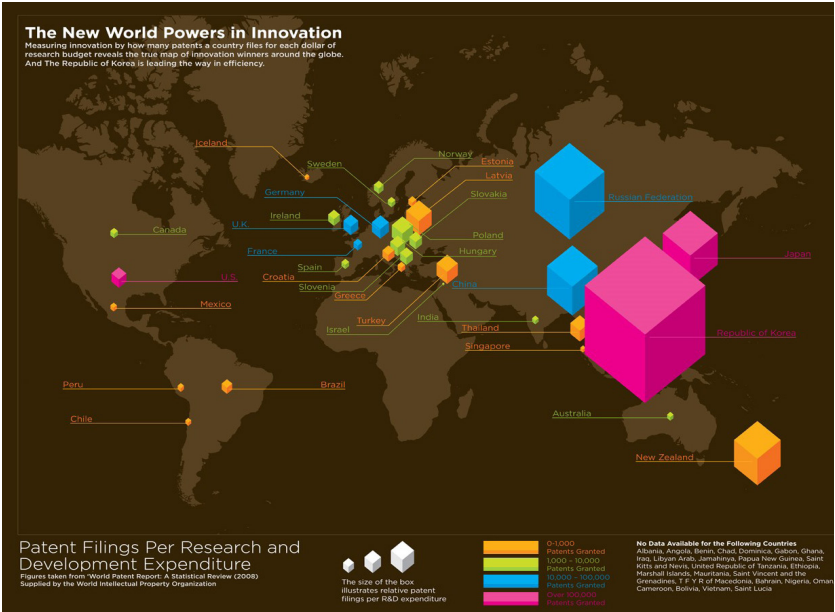 The New World Powers in Innovation
Measuring innovation by how many patents a country files for each dollar of
research budget reveals the true map of innovation winners around the globe.
And The Republic of Korea is leading the way in efficiency.
Iceland
Norway
Sweden
Estonia
Latvia
Germany
Slovakia
Russian Federation
Ireland
U.K.
Canada
Poland
France
Hungary
Japan
Spain
U.S.
Croatia
China
Slovenia
Greece
Mexico
Turkey
India
Israel
Thailand
Republic of Korea
Singapore
Peru
Brazil
Chile
Australia
New Zealand
Patent Filings Per Research and
Development Expenditure
Figures taken from 'World Patent Report: A Statistical Review (2008)
Supplied by the World Intellectual Property Organization
The size of the box
illustrates relative patent
filings per R&D expenditure
0-1,000
Patents Granted
1,000 - 10,000
Patents Granted
10,000 - 100,000
Patents Granted
Over 100,000
Patents Granted
No Data Available for the Following Countries
Albania, Angola, Benin, Chad, Dominica, Gabon, Ghana,
Iraq, Libyan Arab, Jamahinya, Papua New Guinea, Saint
Kitts and Nevis, United Republic of Tanzania, Ethiopia,
Marshall Islands, Mauritania, Saint Vincent and the
Grenadines, T F Y R of Macedonia, Bahrain, Nigeria, Oman
Cameroon, Bolivia, Vietnam, Saint Lucia